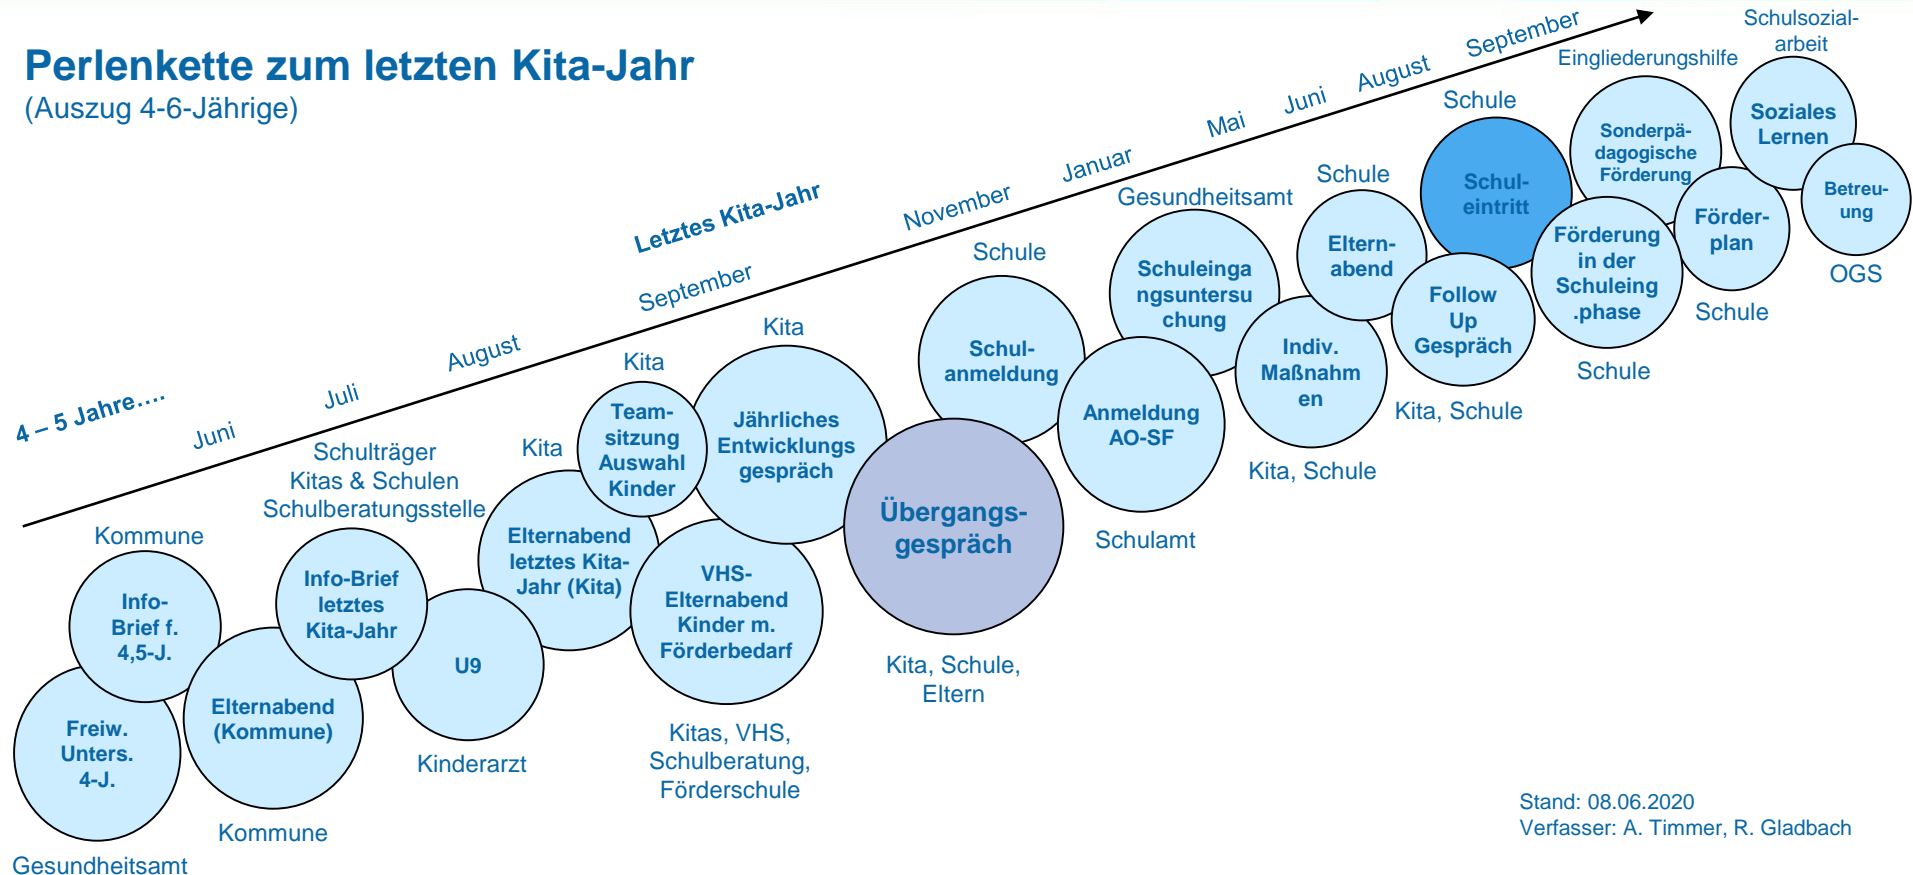 Perlenkette zum letzten Kita-Jahr
(Auszug 4-6-Jährige)
4 – 5 Jahre….
Juni
Juli
August
Letztes Kita-Jahr
September
November
Januar
Mai
Juni
August
September
Freiw.
Unters.
4-J.
Gesundheitsamt
Kommune
Info-
Brief f.
4,5-J.
Elternabend
(Kommune)
Kommune
Schulträger
Kitas & Schulen
Schulberatungsstelle
Info-Brief
letztes
Kita-Jahr
U9
Kinderarzt
Kita
Elternabend
letztes Kita-
Jahr (Kita)
Kita
Team-
sitzung
Auswahl
Kinder
VHS-
Elternabend
Kinder m.
Förderbedarf
Kitas, VHS,
Schulberatung,
Förderschule
Kita
Jährliches
Entwicklungs
gespräch
Übergangs-
gespräch
Kita, Schule,
Eltern
Schule
Schul-
anmeldung
Anmeldung
AO-SF
Schulamt
Gesundheitsamt
Schuleinga
ngsuntersu
chung
Indiv.
Maßnahm
en
Kita, Schule
Schule
Eltern-
abend
Follow
Up
Gespräch
Kita, Schule
Schule
Schul-
eintritt
Förderung
in der
Schuleing
.phase
Schule
Eingliederungshilfe
Sonderpä-
dagogische
Förderung
Förder-
plan
Schule
Schulsozial-
arbeit
Soziales
Lernen
Betreu-
ung
OGS
Stand: 08.06.2020
Verfasser: A. Timmer, R. Gladbach